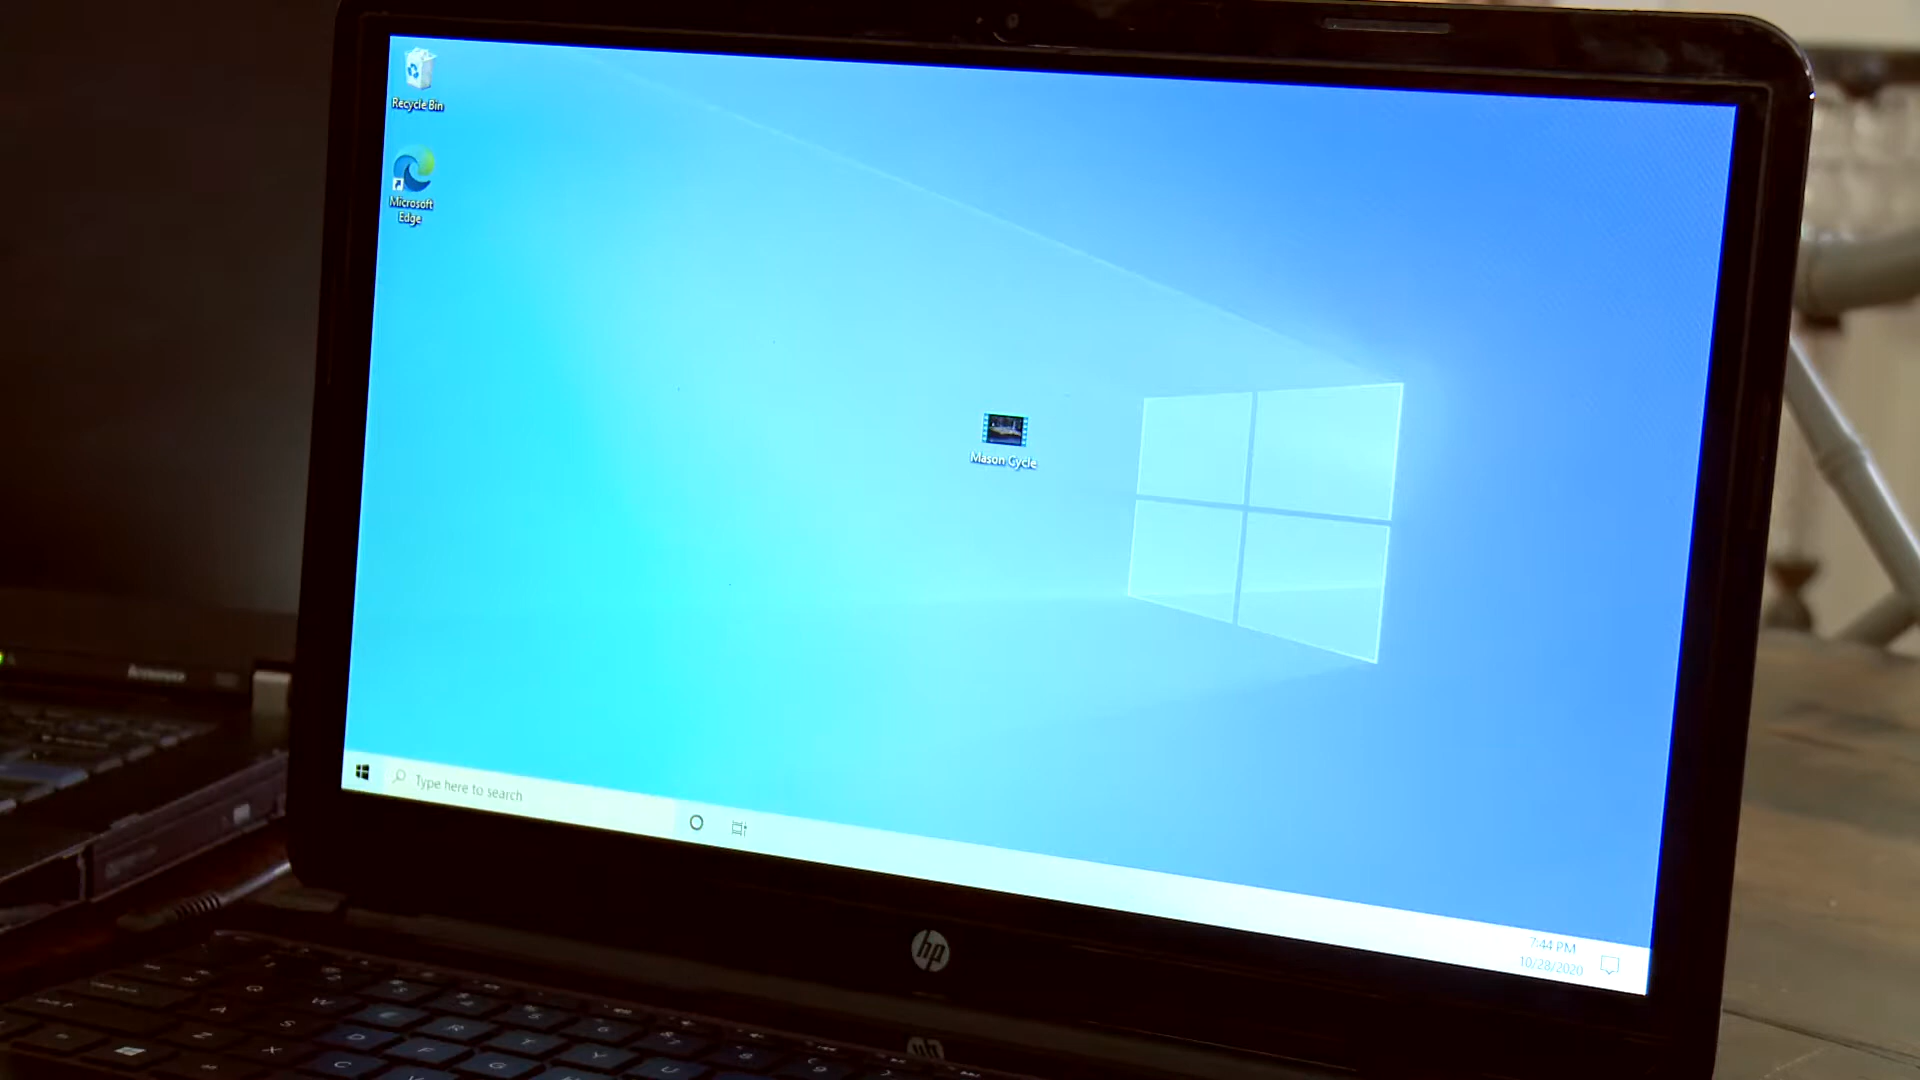 Recycle Bin
Microsoft
Edge
Mason Cycle
Type here to search
7:44 PM
10/28/2020
hp
lenovo
Q
W
E
R
T
Y
U
A
S
D
F
G
Z
X
C